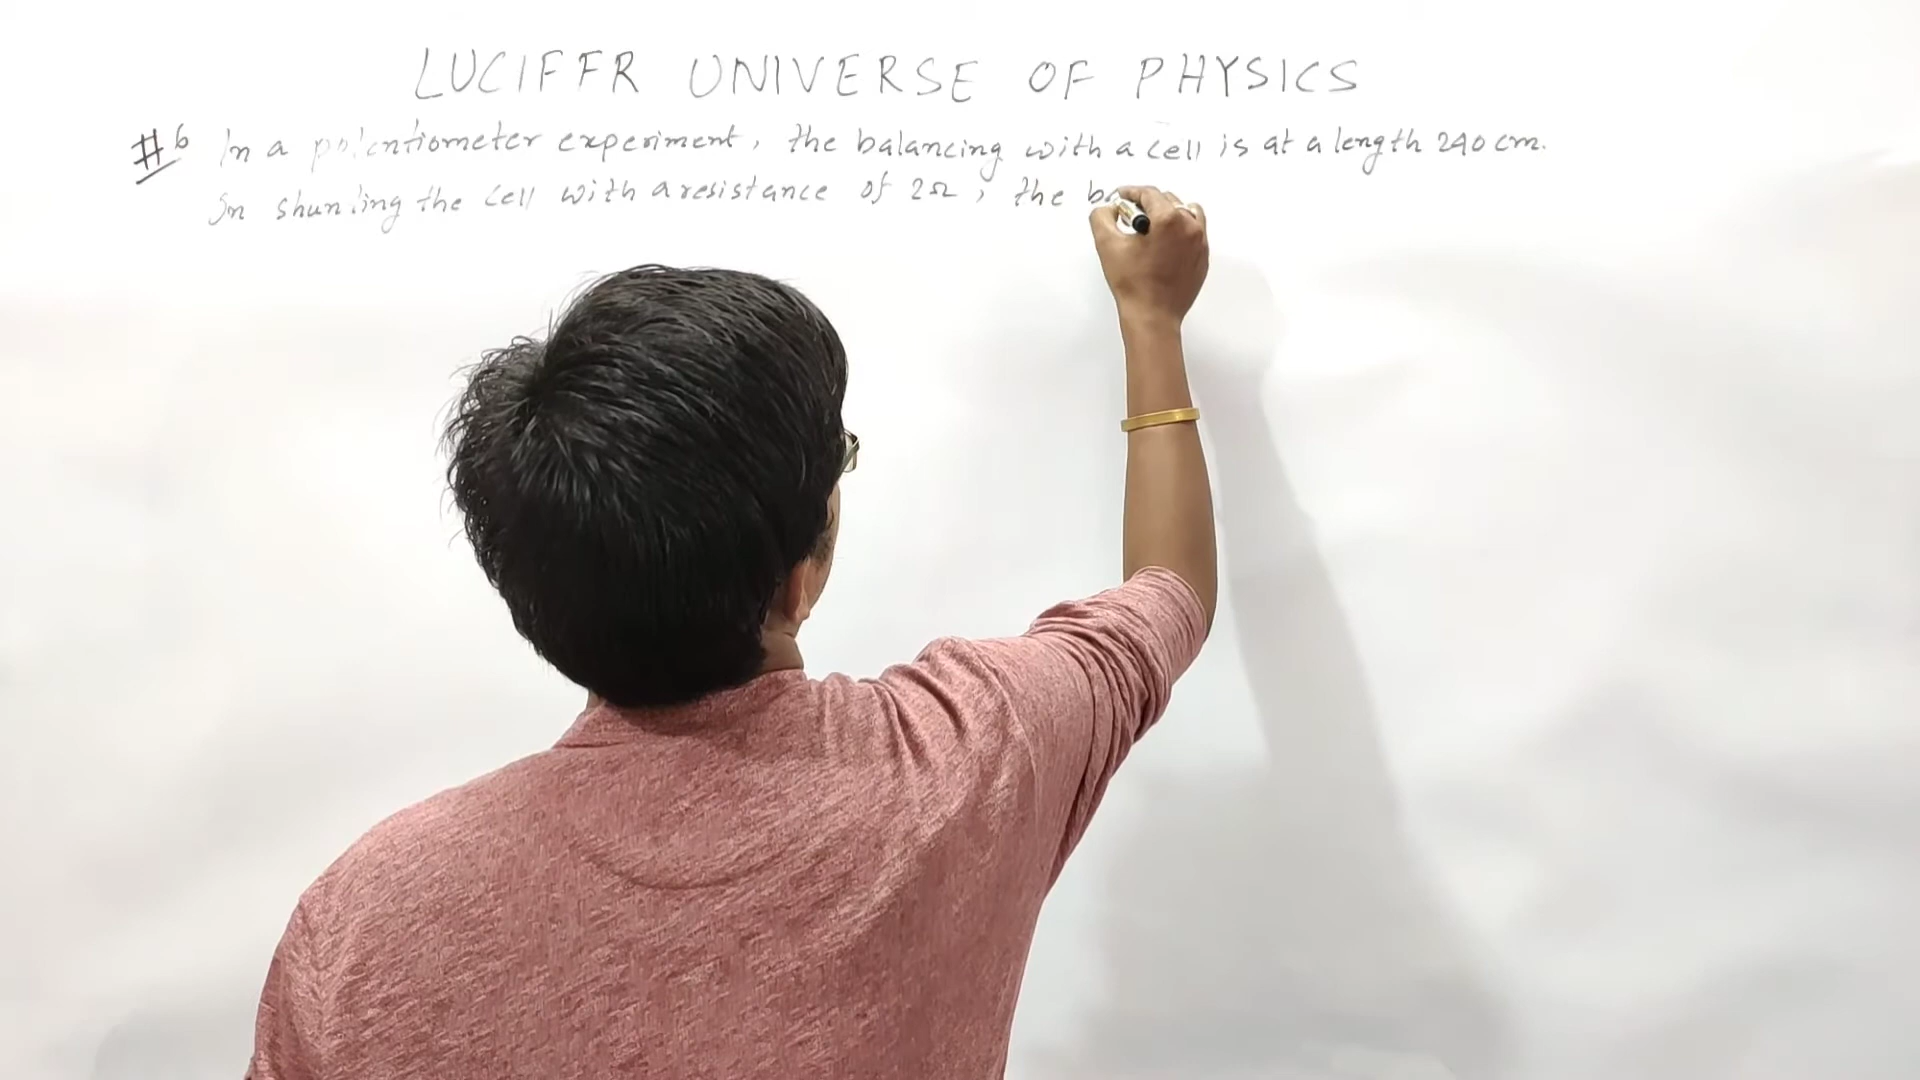 LUCIFFR UNIVERSE OF PHYSICS
#6 In a potentiometer experiment, the balancing with a cell is at a length 240 cm.
On shunting the cell with a resistance of 2Ω, the